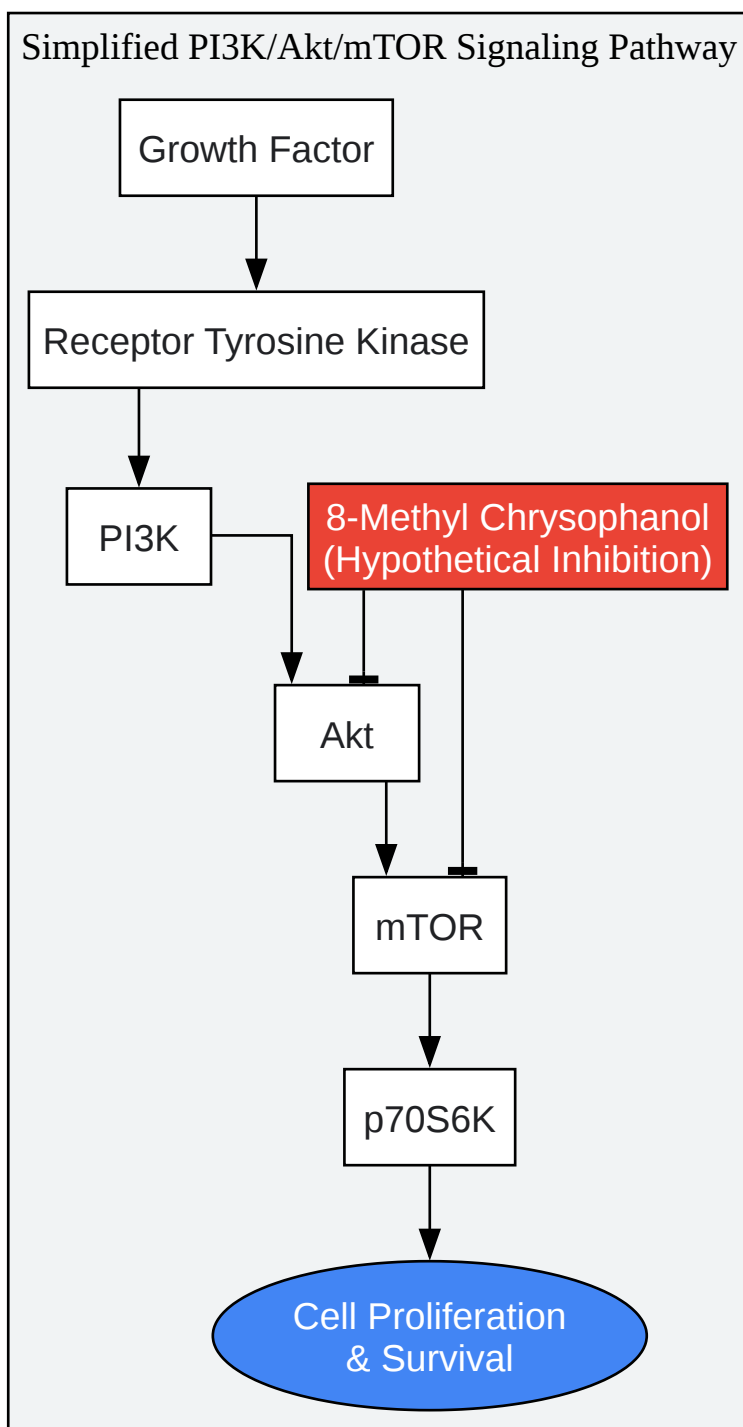 Simplified PI3K/Akt/mTOR Signaling Pathway
Growth Factor
Receptor Tyrosine Kinase
PI3K
8-Methyl Chrysophanol
(Hypothetical Inhibition)
Akt
mTOR
p70S6K
Cell Proliferation
& Survival